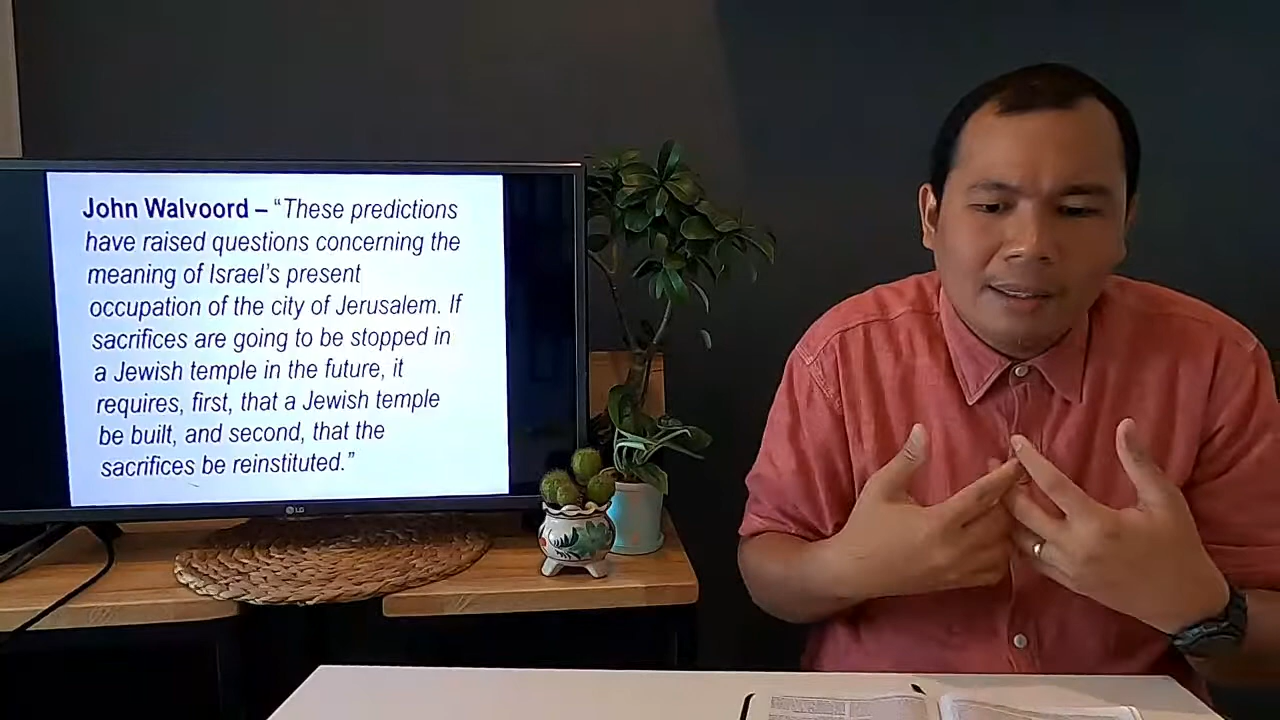 John Walvoord – “These predictions
have raised questions concerning the
meaning of Israel’s present
occupation of the city of Jerusalem. If
sacrifices are going to be stopped in
a Jewish temple in the future, it
requires, first, that a Jewish temple
be built, and second, that the
sacrifices be reinstituted.”
LG